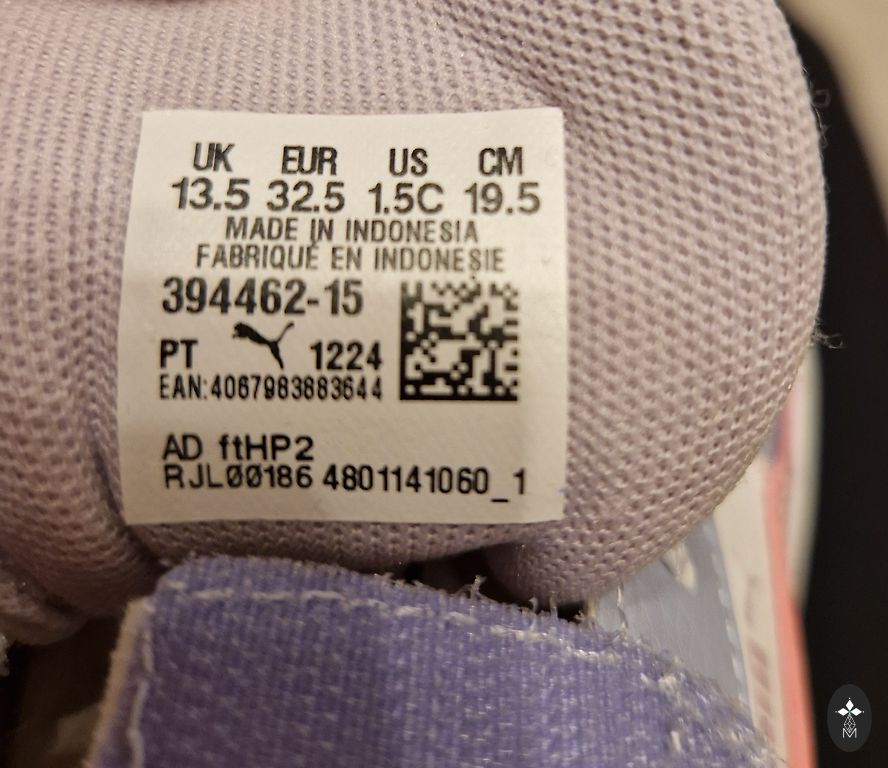 UK EUR US CM
13.5 32.5 1.5C 19.5
MADE IN INDONESIA
FABRIQUÉ EN INDONESIE
394462-15
PT 1224
EAN:4067983883644
AD ftHP2
RJL00186 4801141060_1